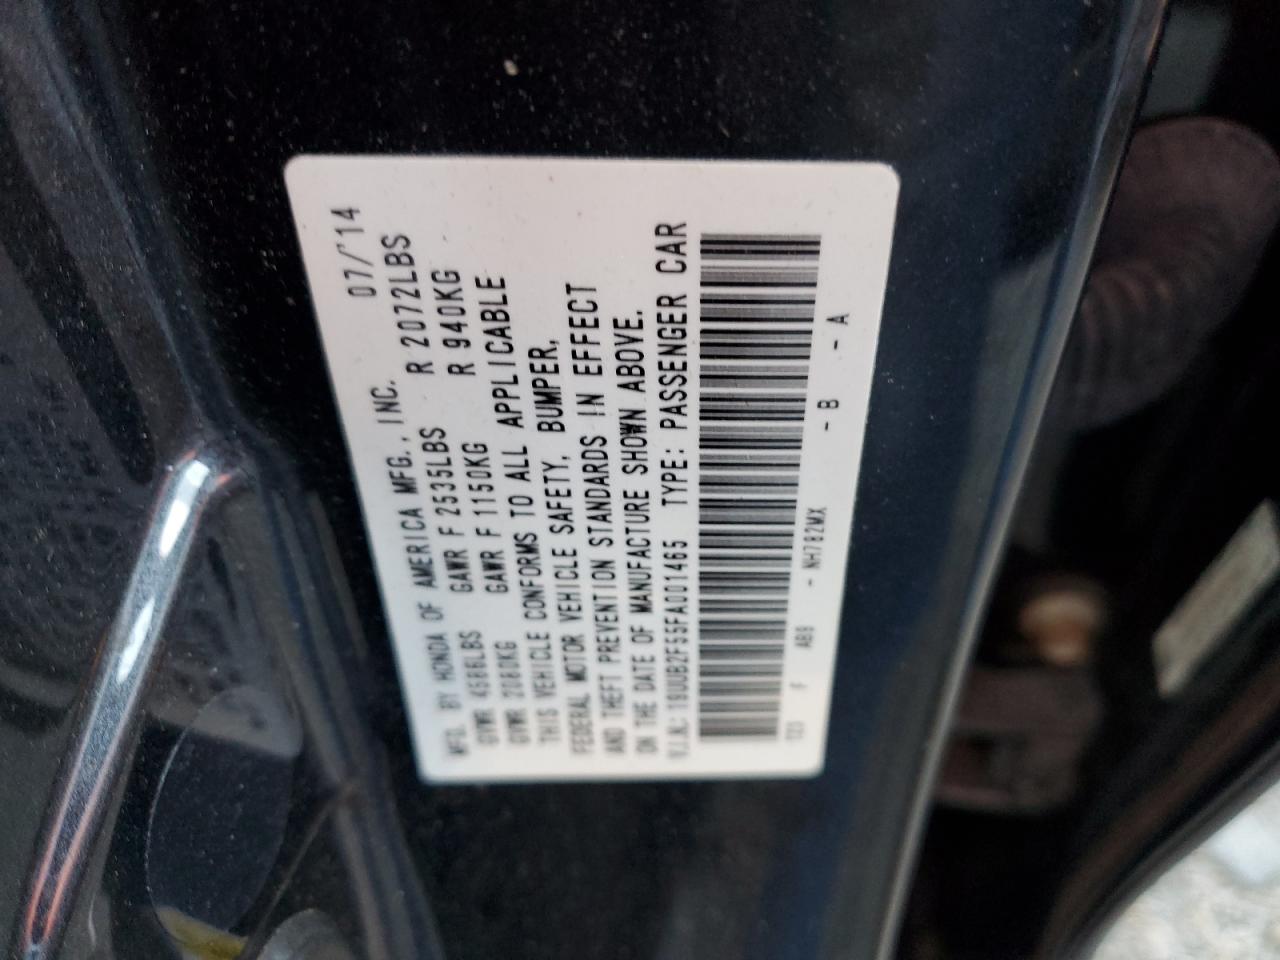 MFD. BY HONDA OF AMERICA MFG., INC. 07/'14
GVWR 4586LBS GAWR F 2535LBS R 2072LBS
GVWR 2080KG GAWR F 1150KG R 940KG
THIS VEHICLE CONFORMS TO ALL APPLICABLE
FEDERAL MOTOR VEHICLE SAFETY, BUMPER,
AND THEFT PREVENTION STANDARDS IN EFFECT
ON THE DATE OF MANUFACTURE SHOWN ABOVE.
V.I.N.: 19UUB2F55FA001465 TYPE: PASSENGER CAR
F AB9 - NH782MX - B - A